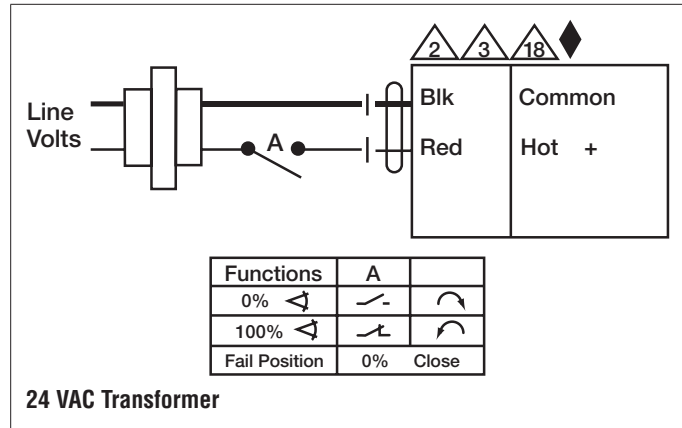 2 3 18
Line Volts
A
Blk Common
Red Hot +
Functions A
0%
100%
Fail Position 0% Close
24 VAC Transformer